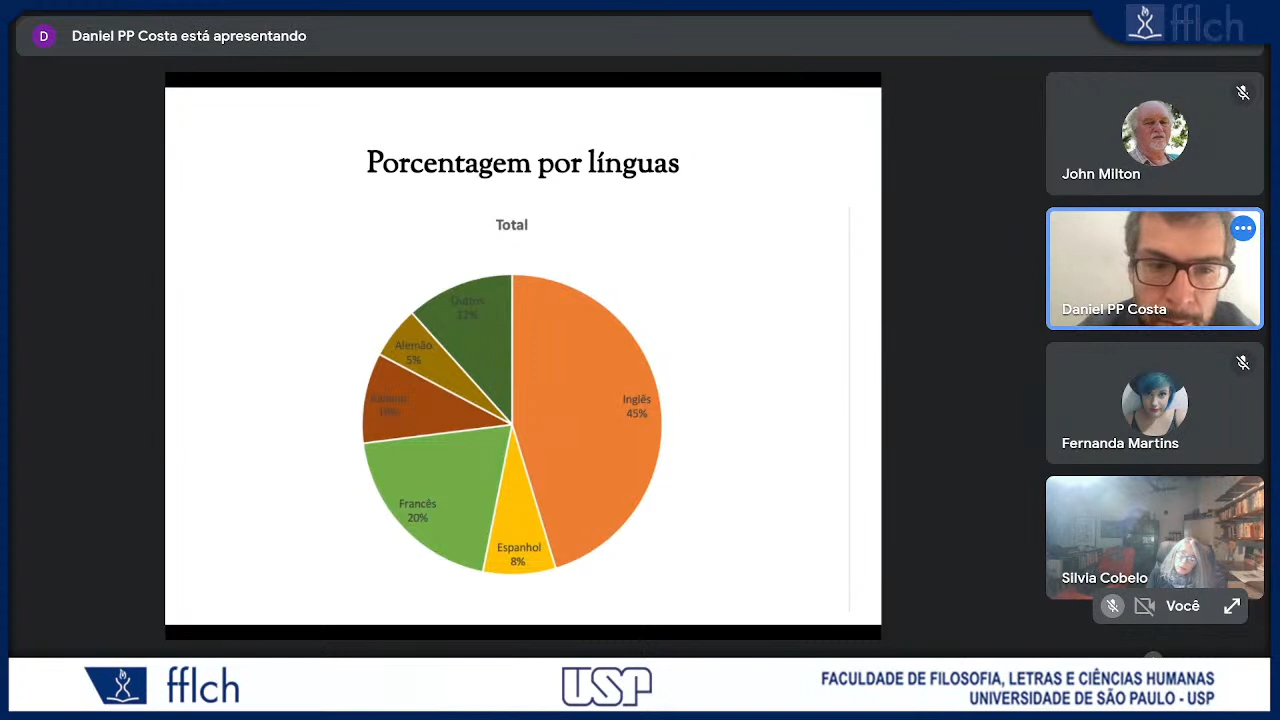 D
Daniel PP Costa está apresentando
fflch
Porcentagem por línguas
Total
Outros
12%
Alemão
5%
10%
Inglês
45%
Francês
20%
Espanhol
8%
John Milton
Daniel PP Costa
Fernanda Martins
Silvia Cobelo
Você
fflch
USP
FACULDADE DE FILOSOFIA, LETRAS E CIÊNCIAS HUMANAS
UNIVERSIDADE DE SÃO PAULO - USP